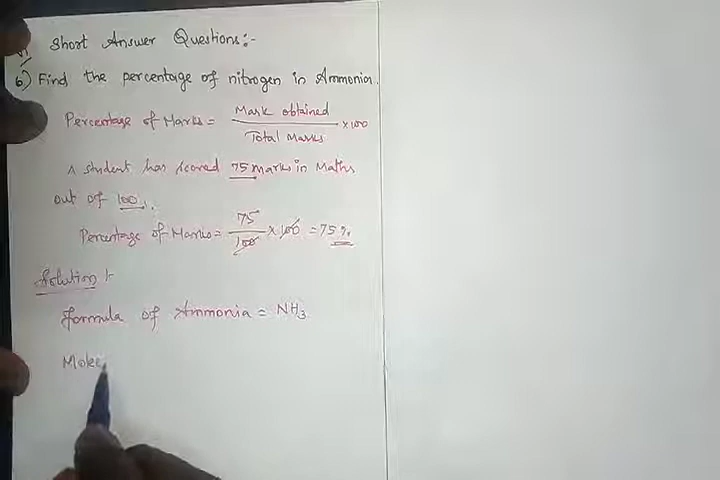 Short Answer Questions:-
6) Find the percentage of nitrogen in Ammonia.
Percentage of Marks = Mark obtained / Total Marks × 100
A student has scored 75 marks in Maths
out of 100.
Percentage of Marks = 75 / 100 × 100 = 75%
Solution :-
formula of Ammonia = NH3
Mole